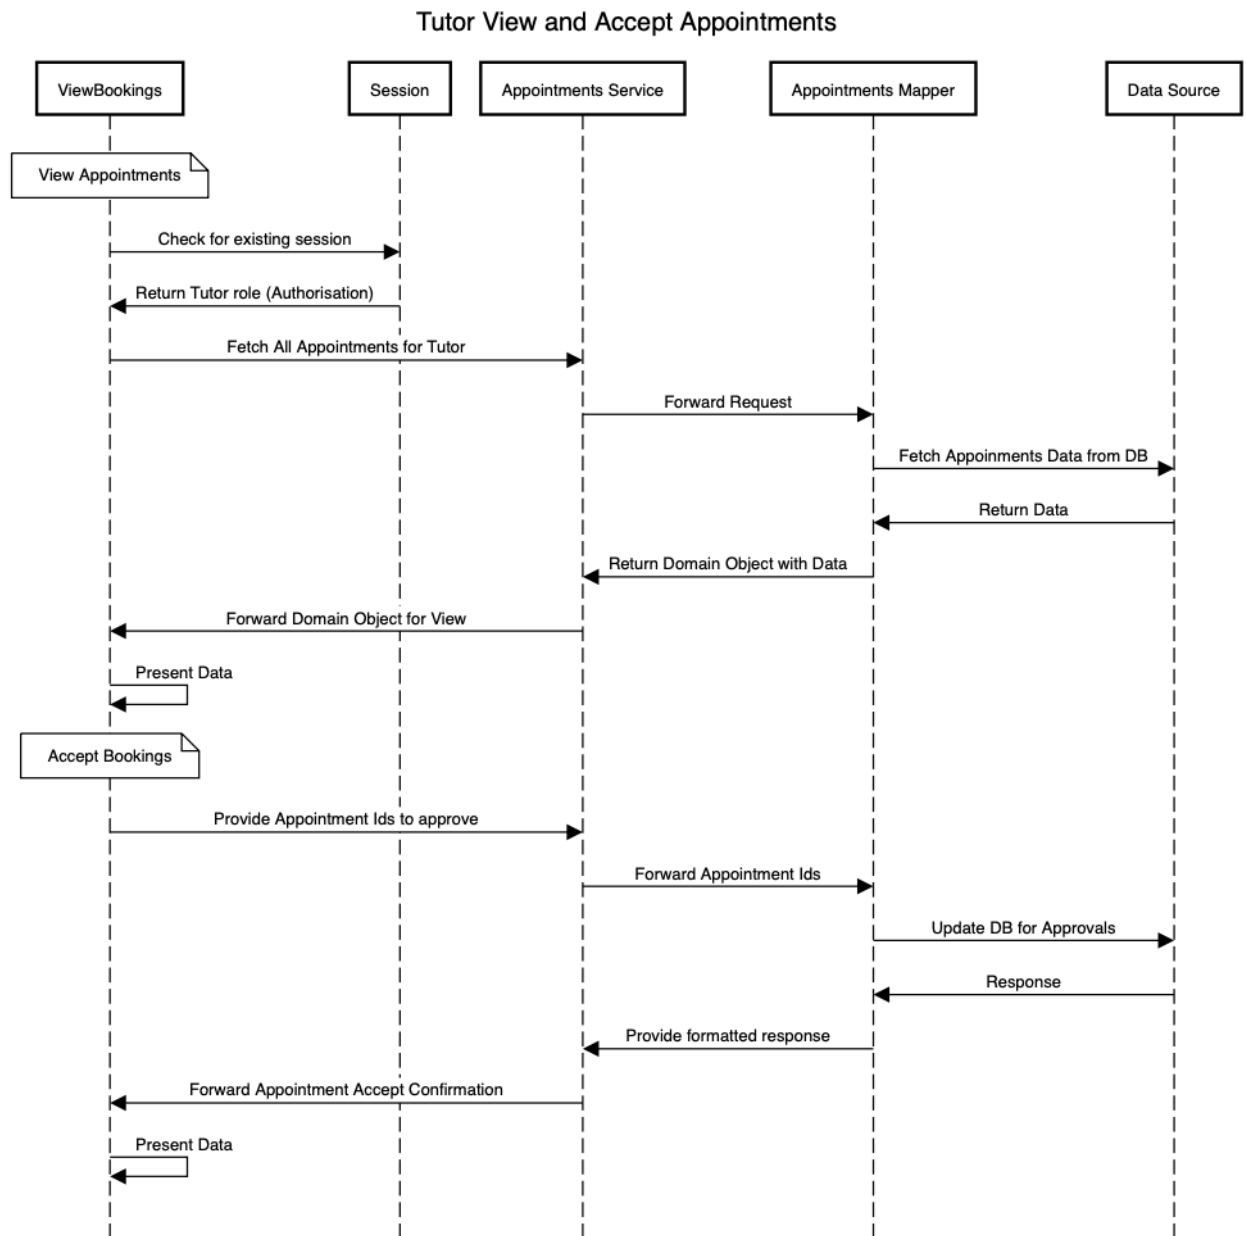 Tutor View and Accept Appointments
ViewBookings
Session
Appointments Service
Appointments Mapper
Data Source
View Appointments
Check for existing session
Return Tutor role (Authorisation)
Fetch All Appointments for Tutor
Forward Request
Fetch Appoinments Data from DB
Return Data
Return Domain Object with Data
Forward Domain Object for View
Present Data
Accept Bookings
Provide Appointment Ids to approve
Forward Appointment Ids
Update DB for Approvals
Response
Provide formatted response
Forward Appointment Accept Confirmation
Present Data